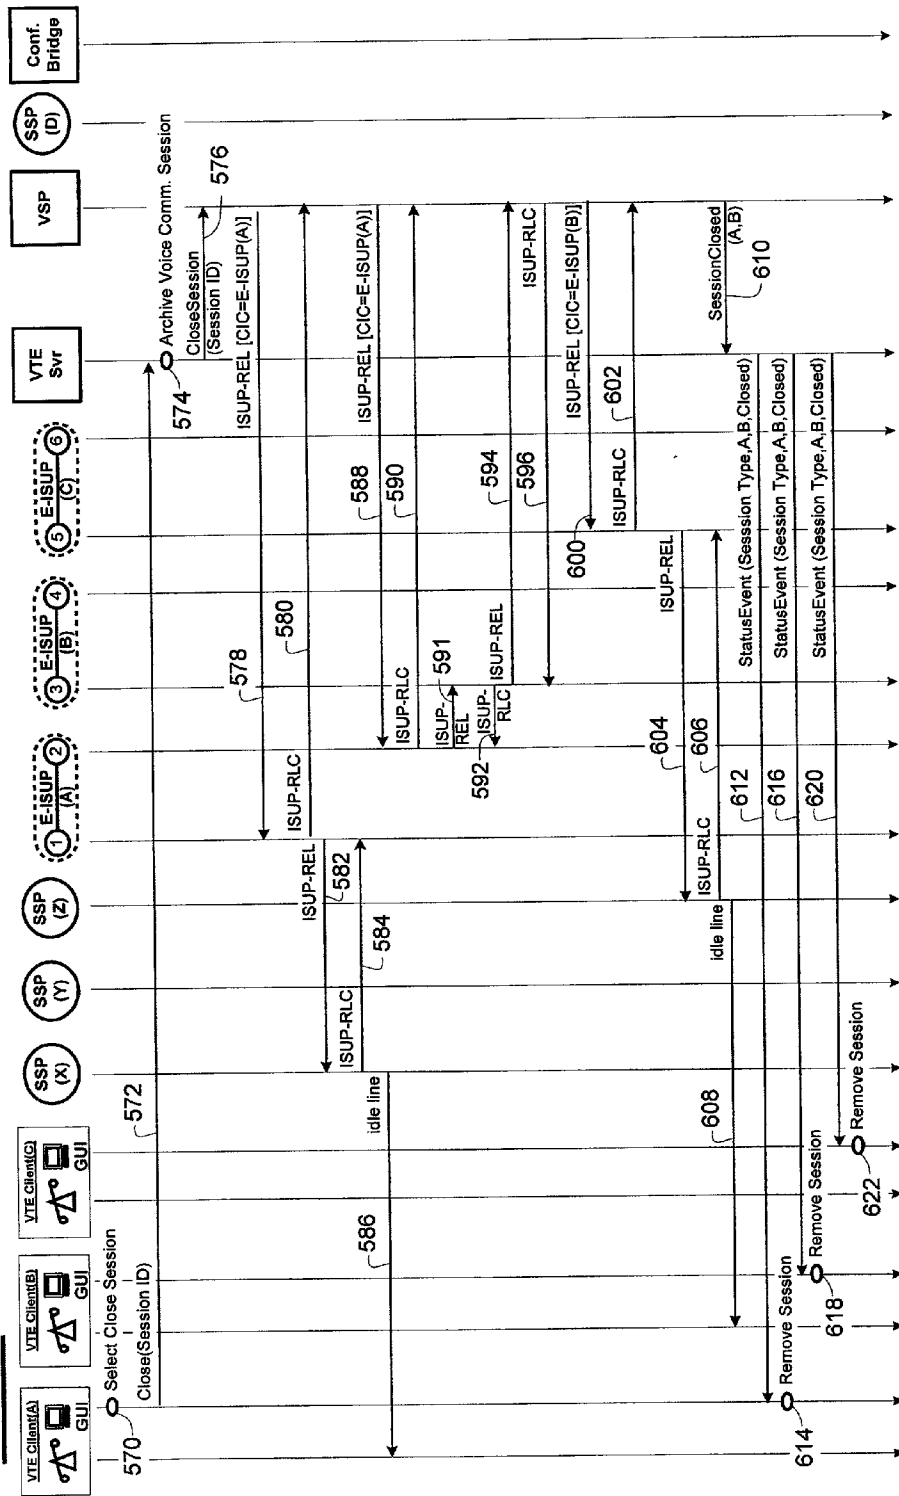 VTE Client(A)
GUI
VTE Client(B)
GUI
VTE Client(C)
GUI
SSP
(X)
SSP
(Y)
SSP
(Z)
1
E-ISUP
(A)
2
3
E-ISUP
(B)
4
5
E-ISUP
(C)
6
VTE
Svr
VSP
SSP
(D)
Conf.
Bridge
570
Select Close Session
Close(Session ID)
572
574
Archive Voice Comm. Session
CloseSession
(Session ID)
576
ISUP-REL [CIC=E-ISUP(A)]
578
ISUP-RLC
580
ISUP-REL
582
ISUP-RLC
584
idle line
586
ISUP-REL [CIC=E-ISUP(A)]
588
ISUP-RLC
590
ISUP-
REL
591
ISUP-
RLC
592
ISUP-REL
594
ISUP-RLC
596
ISUP-REL [CIC=E-ISUP(B)]
600
ISUP-RLC
602
ISUP-REL
604
ISUP-RLC
606
idle line
608
SessionClosed
(A,B)
610
StatusEvent (Sesssion Type,A,B,Closed)
612
614
Remove Session
StatusEvent (Session Type,A,B,Closed)
616
618
Remove Session
StatusEvent (Session Type,A,B,Closed)
620
622
Remove Session